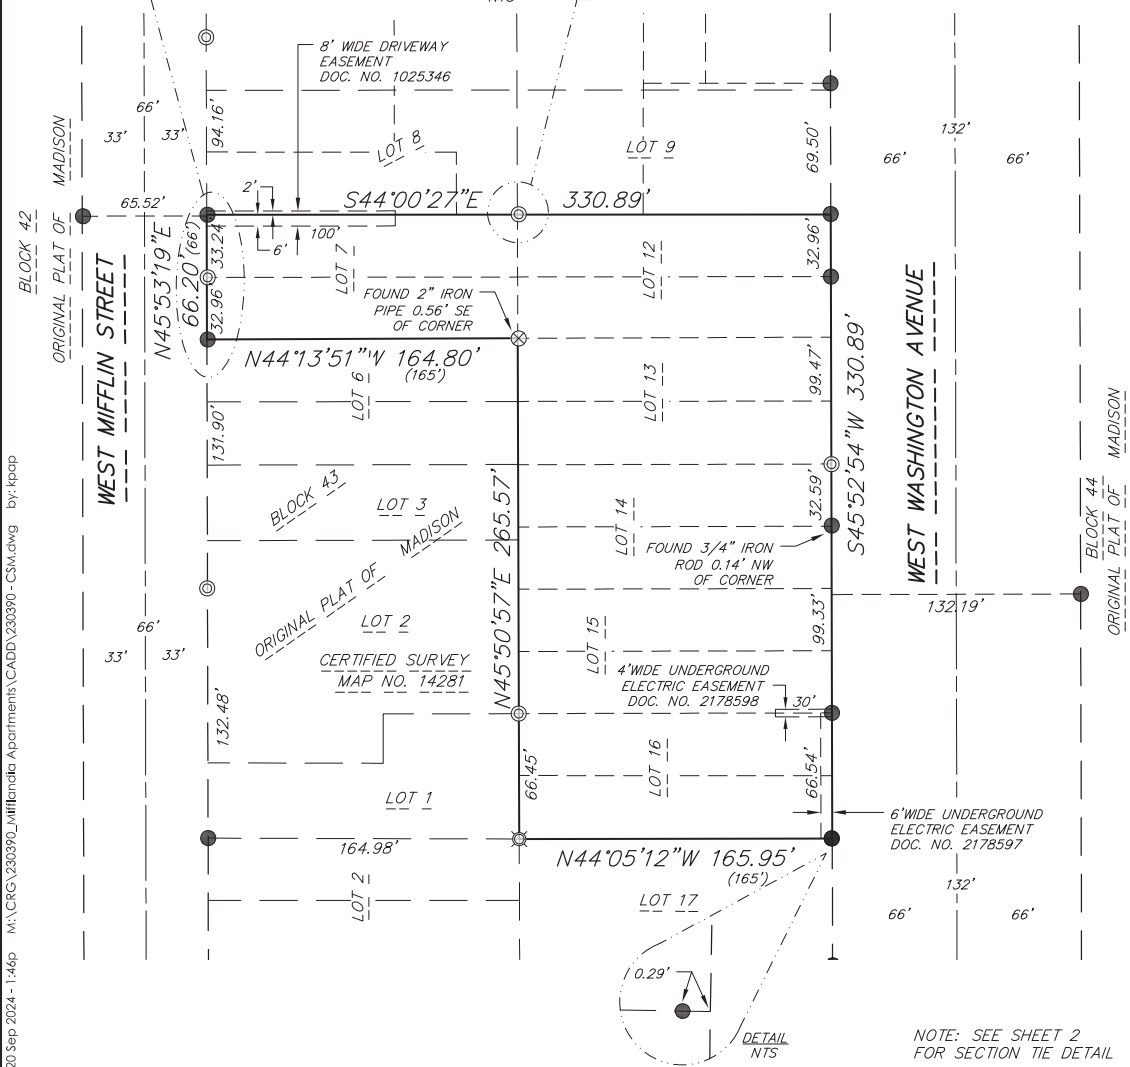 8' WIDE DRIVEWAY
EASEMENT
DOC. NO. 1025346
66'
33'
33'
94.16'
LOT 8
LOT 9
69.50'
132'
66'
66'
BLOCK 42
ORIGINAL PLAT OF MADISON
65.52'
2'
6'
100'
S44°00'27"E 330.89'
WEST MIFFLIN STREET
N45°53'19"E
66.20' (66')
33.24'
32.96'
LOT 7
LOT 12
32.96'
FOUND 2" IRON
PIPE 0.56' SE
OF CORNER
N44°13'51"W 164.80'
(165')
LOT 6
LOT 13
99.47'
S45°52'54"W 330.89'
WEST WASHINGTON AVENUE
131.90'
BLOCK 43
LOT 3
ORIGINAL PLAT OF MADISON
N45°50'57"E 265.57'
LOT 14
32.59'
FOUND 3/4" IRON
ROD 0.14' NW
OF CORNER
BLOCK 44
ORIGINAL PLAT OF MADISON
132.19'
66'
33'
33'
LOT 2
CERTIFIED SURVEY
MAP NO. 14281
LOT 15
99.33'
4'WIDE UNDERGROUND
ELECTRIC EASEMENT
DOC. NO. 2178598
30'
132.48'
66.45'
LOT 16
66.54'
LOT 1
6'WIDE UNDERGROUND
ELECTRIC EASEMENT
DOC. NO. 2178597
164.98'
N44°05'12"W 165.95'
(165')
LOT 2
LOT 17
132'
66'
66'
0.29'
DETAIL
NTS
NOTE: SEE SHEET 2
FOR SECTION TIE DETAIL
20 Sep 2024 - 1:46p M:\CRG\230390_Mifflandia Apartments\CADD\230390 - CSM.dwg by: kpap